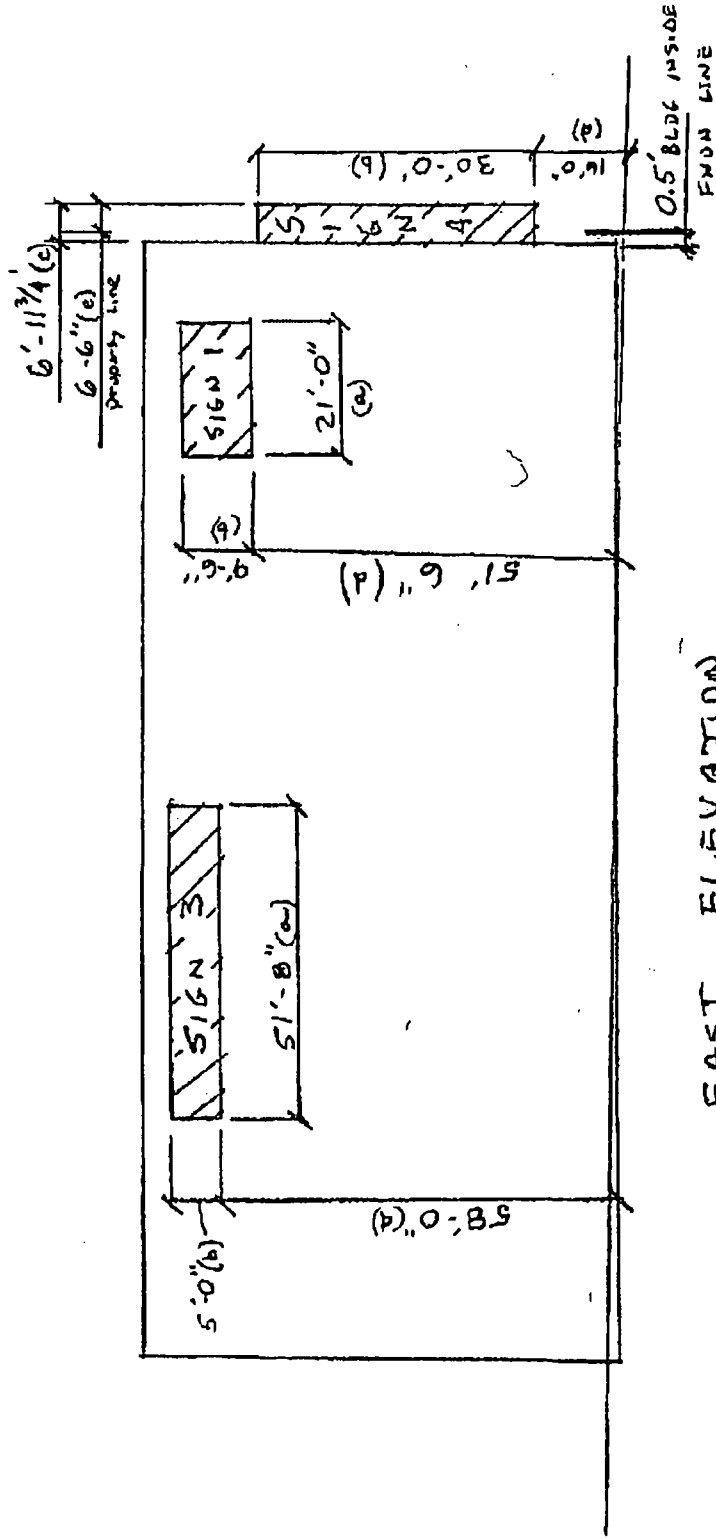 6'-11 3/4' (c)
6-6" (e)
property line
SIGN 4
30'-0" (b)
16'0"
(d)
0.5' BLDG INSIDE
FNDN LINE
SIGN 1
21'-0"
(a)
9'-6"
(b)
51' 6" (d)
SIGN 3
51'-8" (a)
5'-0" (b)
58'-0" (d)
EAST ELEVATION